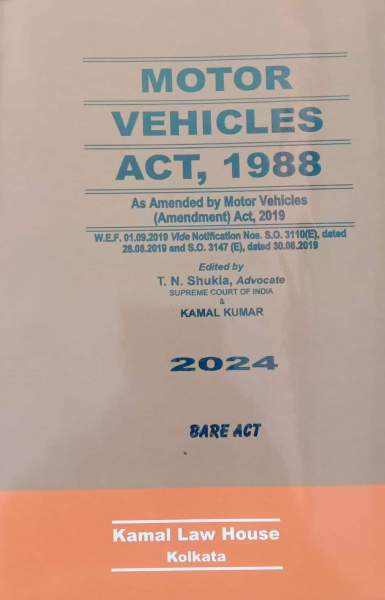 MOTOR
VEHICLES
ACT, 1988
As Amended by Motor Vehicles
(Amendment) Act, 2019
W.E.F. 01.09.2019 Vide Notification Nos. S.O. 3110(E), dated
28.08.2019 and S.O. 3147 (E), dated 30.08.2019
Edited by
T. N. Shukla, Advocate
SUPREME COURT OF INDIA
&
KAMAL KUMAR
2024
BARE ACT
Kamal Law House
Kolkata